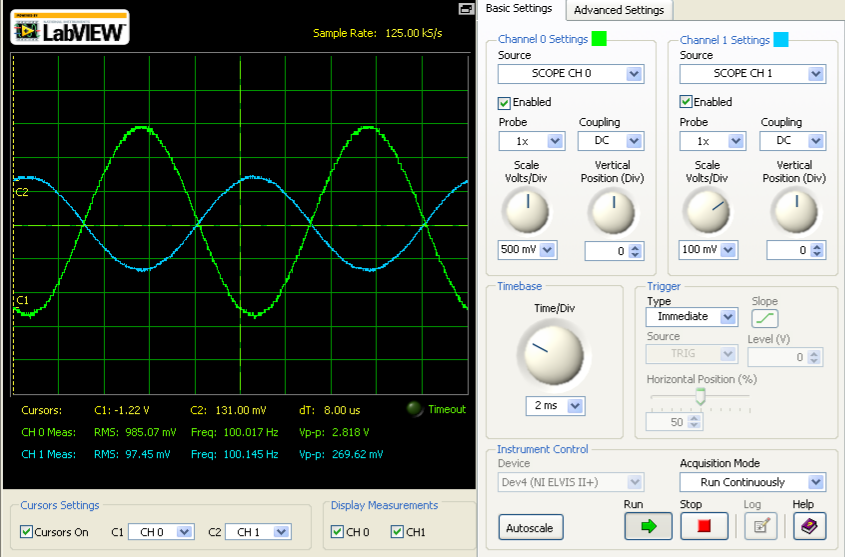 POWERED BY
NATIONAL INSTRUMENTS
LabVIEW
Sample Rate: 125.00 kS/s
C2
C1
Cursors: C1: -1.22 V C2: 131.00 mV dT: 8.00 us Timeout
CH 0 Meas: RMS: 985.07 mV Freq: 100.017 Hz Vp-p: 2.818 V
CH 1 Meas: RMS: 97.45 mV Freq: 100.145 Hz Vp-p: 269.62 mV
Cursors Settings
Cursors On C1 CH 0 C2 CH 1
Display Measurements
CH 0 CH1
Basic Settings Advanced Settings
Channel 0 Settings
Source
SCOPE CH 0
Enabled
Probe Coupling
1x DC
Scale Vertical
Volts/Div Position (Div)
500 mV 0
Channel 1 Settings
Source
SCOPE CH 1
Enabled
Probe Coupling
1x DC
Scale Vertical
Volts/Div Position (Div)
100 mV 0
Timebase
Time/Div
2 ms
Trigger
Type Slope
Immediate
Source Level (V)
TRIG 0
Horizontal Position (%)
50
Instrument Control
Device Acquisition Mode
Dev4 (NI ELVIS II+) Run Continuously
Run Stop Log Help
Autoscale